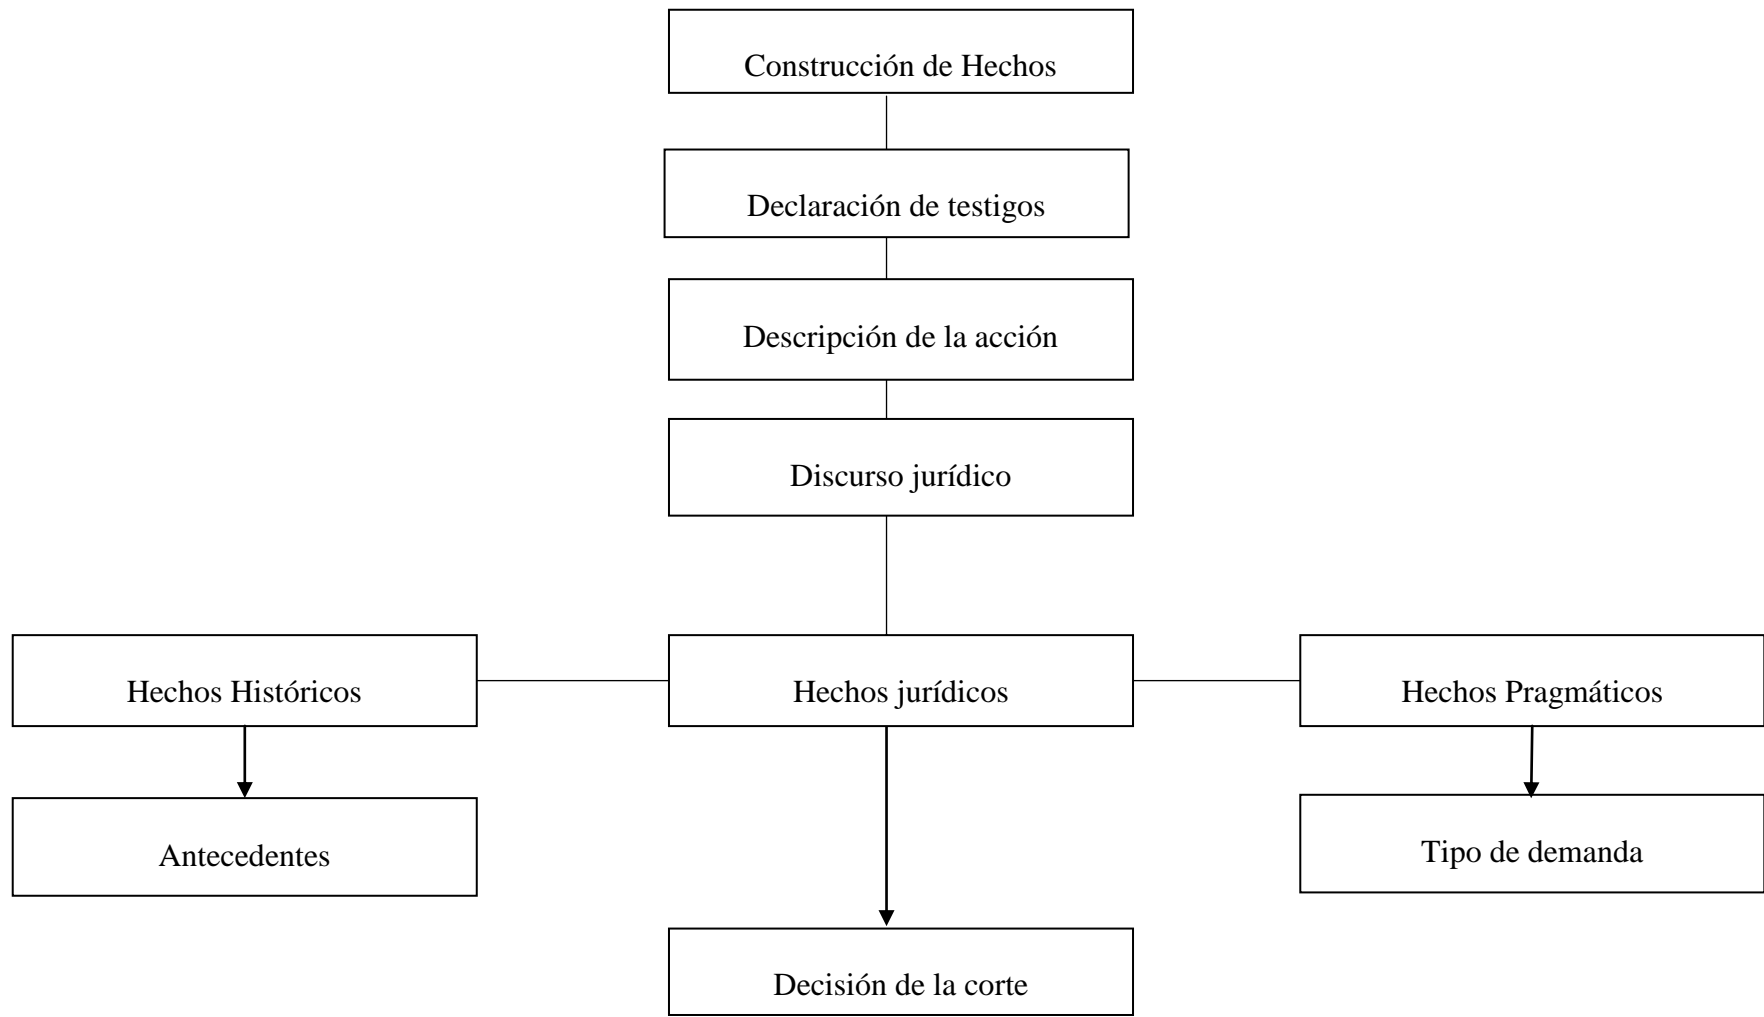 Construcción de Hechos
Declaración de testigos
Descripción de la acción
Discurso jurídico
Hechos Históricos
Hechos jurídicos
Hechos Pragmáticos
Antecedentes
Tipo de demanda
Decisión de la corte